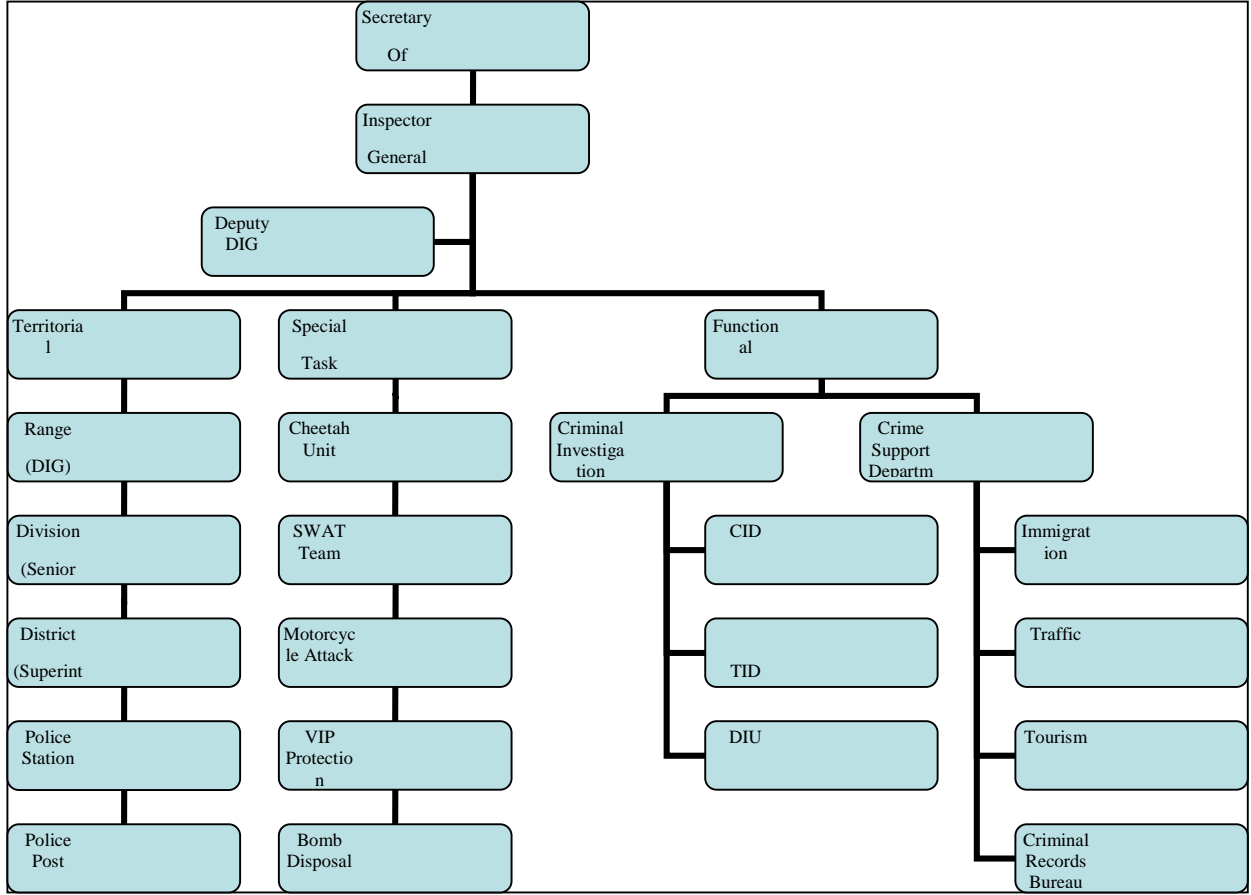 Secretary
Of
Inspector
General
Deputy
DIG
Territoria
l
Special
Task
Function
al
Range
(DIG)
Cheetah
Unit
Criminal
Investiga
tion
Crime
Support
Departm
Division
(Senior
SWAT
Team
CID
Immigrat
ion
District
(Superint
Motorcyc
le Attack
TID
Traffic
Police
Station
VIP
Protectio
n
DIU
Tourism
Police
Post
Bomb
Disposal
Criminal
Records
Bureau